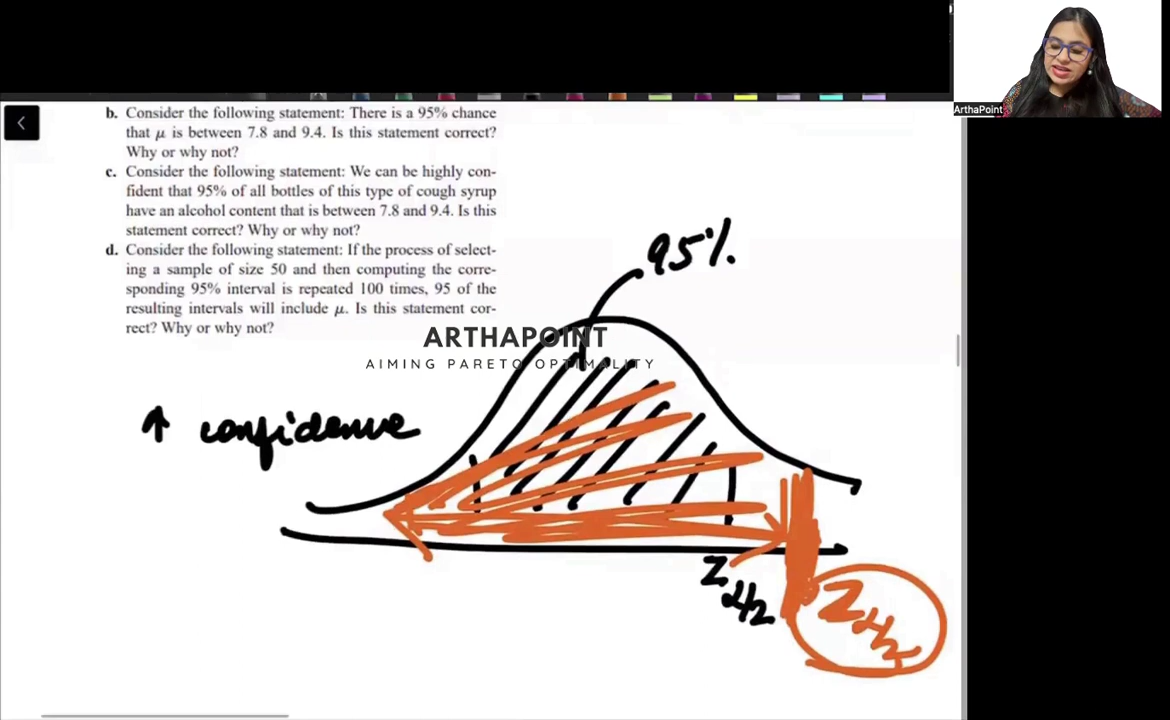 ArthaPoint
b. Consider the following statement: There is a 95% chance
that μ is between 7.8 and 9.4. Is this statement correct?
Why or why not?
c. Consider the following statement: We can be highly con-
fident that 95% of all bottles of this type of cough syrup
have an alcohol content that is between 7.8 and 9.4. Is this
statement correct? Why or why not?
d. Consider the following statement: If the process of select-
ing a sample of size 50 and then computing the corre-
sponding 95% interval is repeated 100 times, 95 of the
resulting intervals will include μ. Is this statement cor-
rect? Why or why not?
95%.
ARTHAPOINT
AIMING PARETO OPTIMALITY
↑ confidence
Z α/2
Z α/2